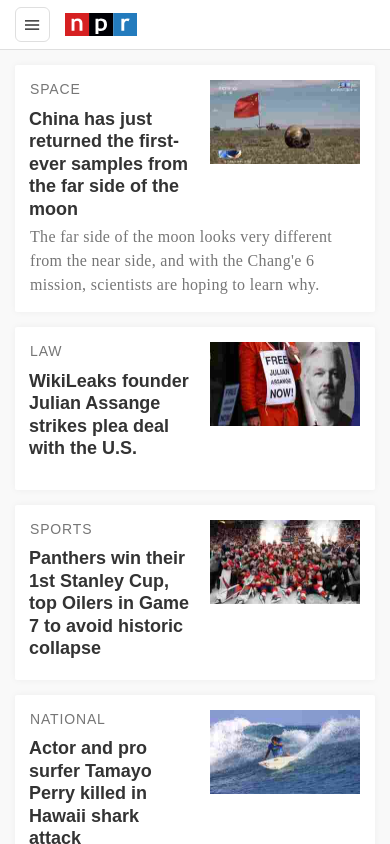 npr
SPACE
China has just
returned the first-
ever samples from
the far side of the
moon
The far side of the moon looks very different
from the near side, and with the Chang'e 6
mission, scientists are hoping to learn why.
LAW
WikiLeaks founder
Julian Assange
strikes plea deal
with the U.S.
FREE
JULIAN
ASSANGE
NOW!
SPORTS
Panthers win their
1st Stanley Cup,
top Oilers in Game
7 to avoid historic
collapse
NATIONAL
Actor and pro
surfer Tamayo
Perry killed in
Hawaii shark
attack